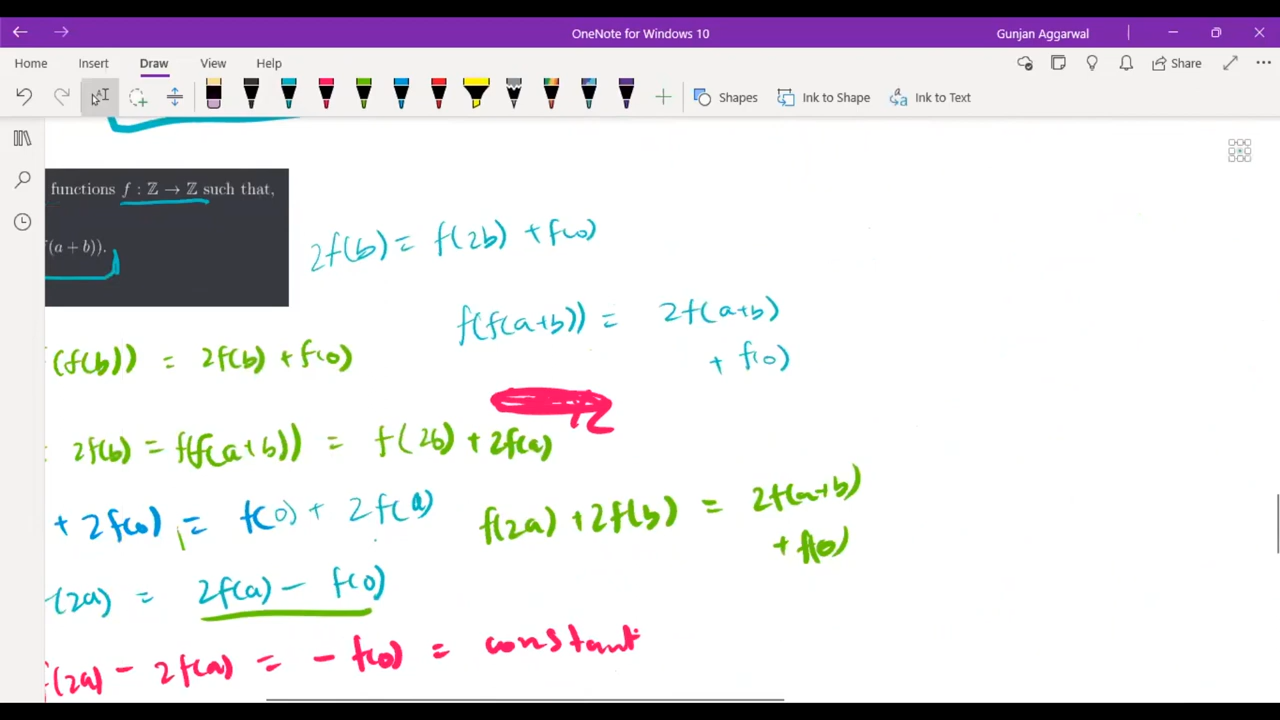 OneNote for Windows 10
Gunjan Aggarwal
Home Insert Draw View Help
Share
Shapes Ink to Shape Ink to Text
functions f : ℤ → ℤ such that,
f(a + b)).
2f(b) = f(2b) + f(0)
f(f(a+b)) = 2f(a+b)
+ f(0)
(f(b)) = 2f(b) + f(0)
2f(b) = f(f(a+b)) = f(2b) + 2f(a)
+ 2f(0) = f(0) + 2f(a)
f(2a) + 2f(b) = 2f(a+b)
+ f(0)
(2a) = 2f(a) - f(0)
f(2a) - 2f(a) = - f(0) = constant